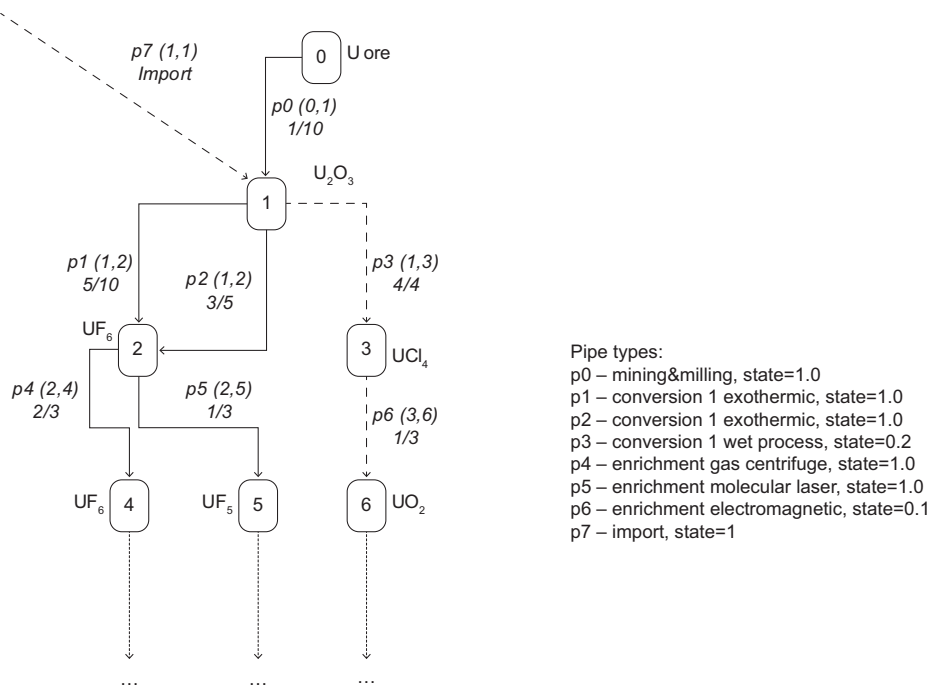 p7 (1,1)
Import
0
U ore
p0 (0,1)
1/10
U₂O₃
1
p1 (1,2)
5/10
p2 (1,2)
3/5
p3 (1,3)
4/4
UF₆
2
3
UCl₄
p4 (2,4)
2/3
p5 (2,5)
1/3
p6 (3,6)
1/3
UF₆
4
UF₅
5
6
UO₂
...
...
...
Pipe types:
p0 – mining&milling, state=1.0
p1 – conversion 1 exothermic, state=1.0
p2 – conversion 1 exothermic, state=1.0
p3 – conversion 1 wet process, state=0.2
p4 – enrichment gas centrifuge, state=1.0
p5 – enrichment molecular laser, state=1.0
p6 – enrichment electromagnetic, state=0.1
p7 – import, state=1